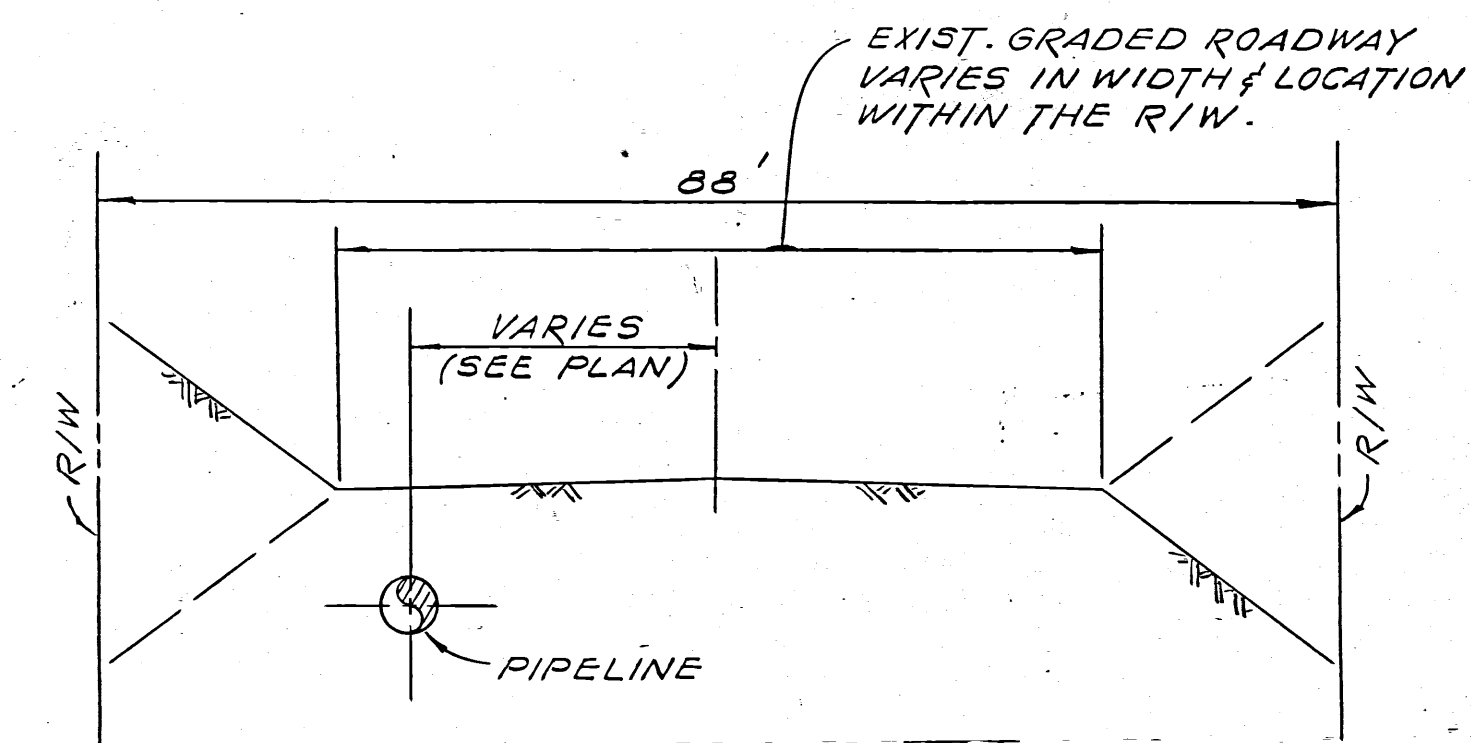 EXIST. GRADED ROADWAY
VARIES IN WIDTH & LOCATION
WITHIN THE R/W.
88'
VARIES
(SEE PLAN)
R/W
R/W
PIPELINE